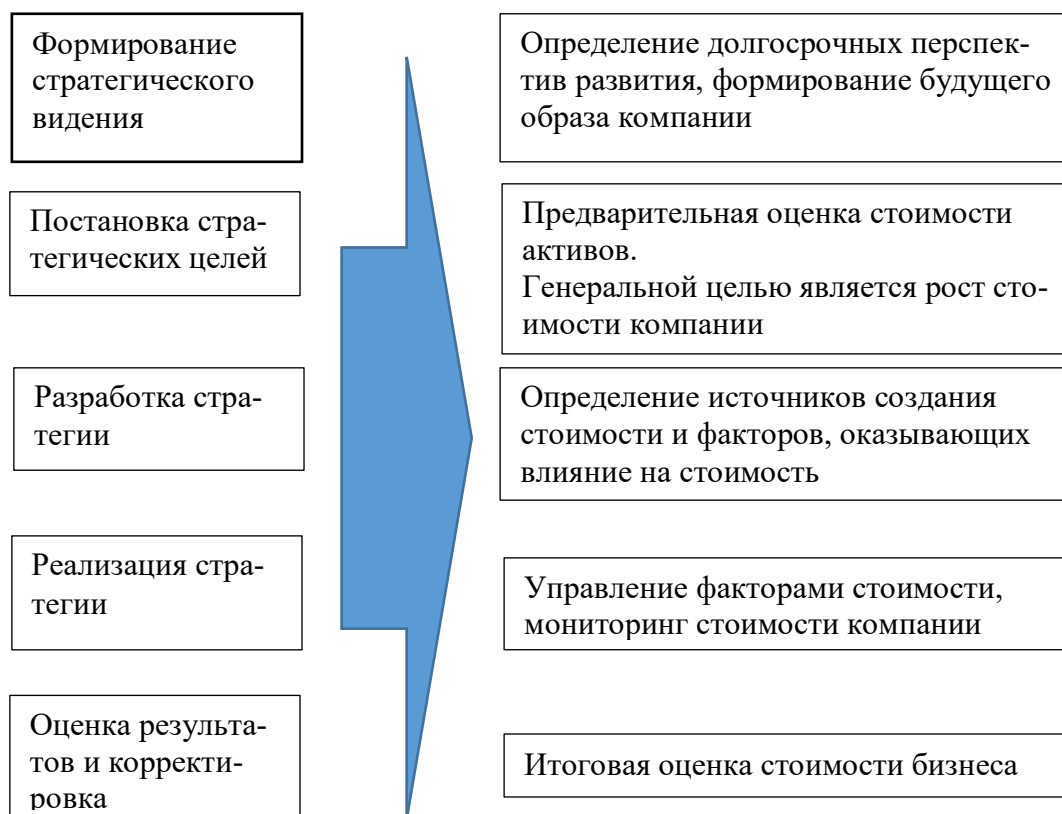 Формирование
стратегического
видения
Определение долгосрочных перспек-
тив развития, формирование будущего
образа компании
Постановка стра-
тегических целей
Предварительная оценка стоимости
активов.
Генеральной целью является рост сто-
имости компании
Разработка стра-
тегии
Определение источников создания
стоимости и факторов, оказывающих
влияние на стоимость
Реализация стра-
тегии
Управление факторами стоимости,
мониторинг стоимости компании
Оценка результа-
тов и корректи-
ровка
Итоговая оценка стоимости бизнеса